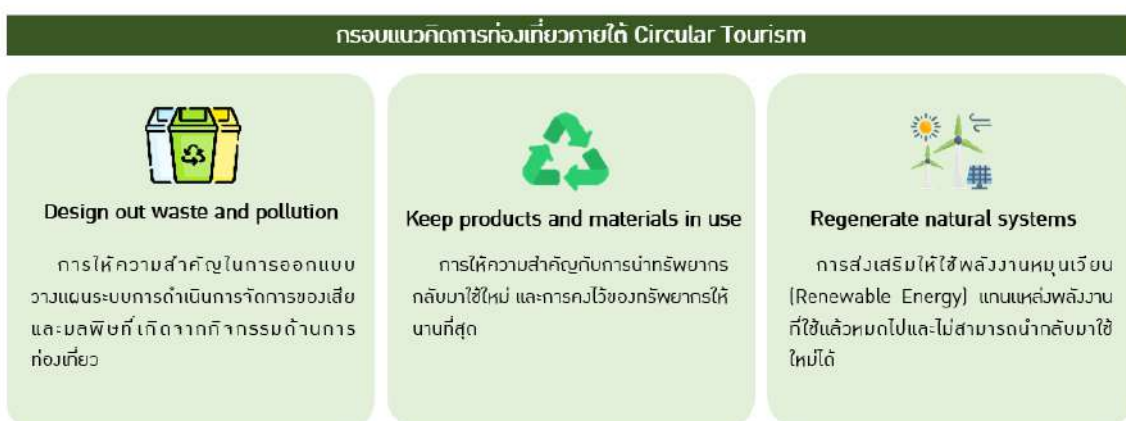 กรอบแนวคิดการท่องเที่ยวภายใต้ Circular Tourism
Design out waste and pollution
การให้ความสำคัญในการออกแบบ
วางแผนระบบการดำเนินการจัดการของเสีย
และมลพิษที่เกิดจากกิจกรรมด้านการ
ท่องเที่ยว
Keep products and materials in use
การให้ความสำคัญกับการนำทรัพยากร
กลับมาใช้ใหม่ และการคงไว้ของทรัพยากรให้
นานที่สุด
Regenerate natural systems
การส่งเสริมให้ใช้พลังงานหมุนเวียน
(Renewable Energy) แทนแหล่งพลังงาน
ที่ใช้แล้วหมดไปและไม่สามารถนำกลับมาใช้
ใหม่ได้